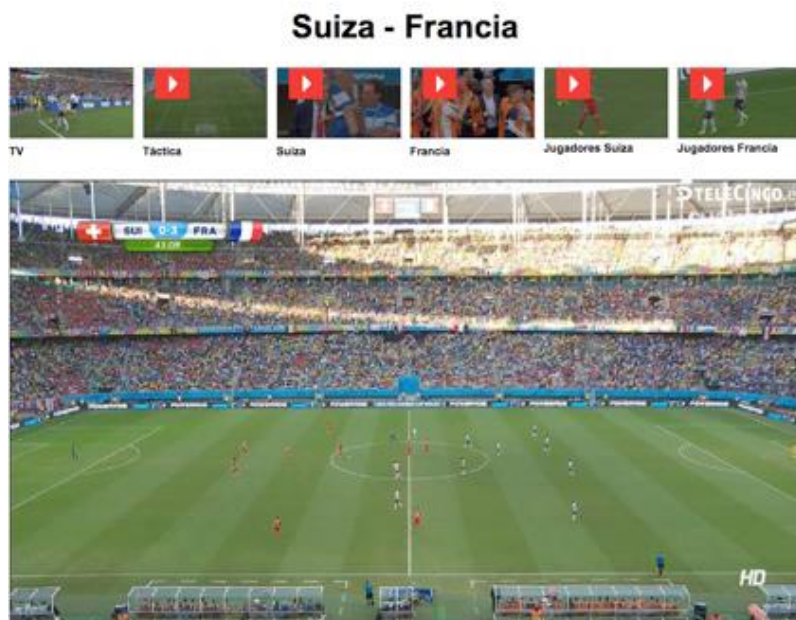 Suiza - Francia
TV
Táctica
Suiza
Francia
Jugadores Suiza
Jugadores Francia
TELECINCO.
SUI 0-3 FRA
HD